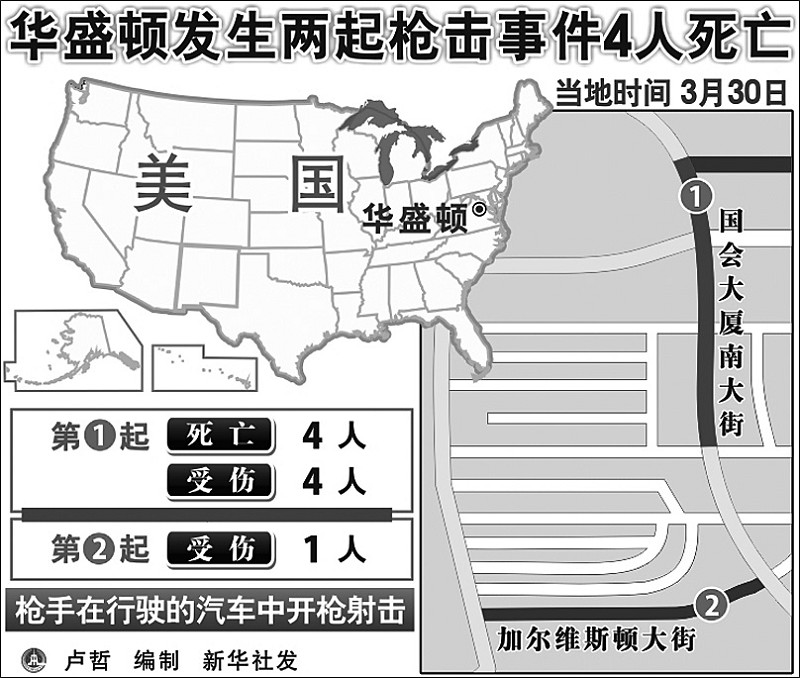 华盛顿发生两起枪击事件4人死亡
当地时间 3月30日
美国
华盛顿
1
国会大厦南大街
第1起 死亡 4人
受伤 4人
第2起 受伤 1人
枪手在行驶的汽车中开枪射击
2
加尔维斯顿大街
卢哲 编制 新华社发